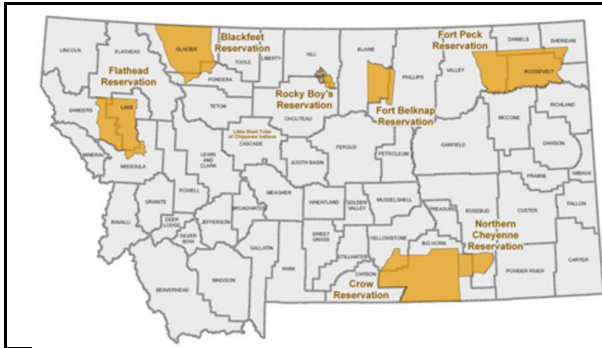 LINCOLN
FLATHEAD
GLACIER
Blackfeet
Reservation
TOOLE
LIBERTY
HILL
BLAINE
Fort Peck
Reservation
DANIELS
SHERIDAN
Flathead
Reservation
PONDERA
PHILLIPS
VALLEY
ROOSEVELT
SANDERS
LAKE
TETON
Rocky Boy's
Reservation
CHOUTEAU
Fort Belknap
Reservation
RICHLAND
MCCONE
Little Shell Tribe
of Chippewa Indians
CASCADE
MINERAL
MISSOULA
LEWIS
AND
CLARK
JUDITH BASIN
FERGUS
PETROLEUM
GARFIELD
DAWSON
PRAIRIE
WIBAUX
POWELL
GRANITE
MEAGHER
WHEATLAND
GOLDEN
VALLEY
MUSSELSHELL
TREASURE
ROSEBUD
CUSTER
FALLON
RAVALLI
DEER
LODGE
JEFFERSON
BROADWATER
SILVER
BOW
Northern
Cheyenne
Reservation
GALLATIN
PARK
SWEET
GRASS
STILLWATER
YELLOWSTONE
BIG HORN
CARBON
POWDER RIVER
CARTER
BEAVERHEAD
MADISON
Crow
Reservation